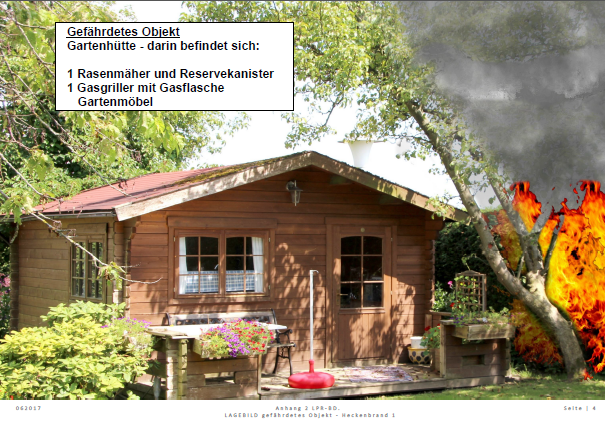 Gefährdetes Objekt
Gartenhütte - darin befindet sich:
1 Rasenmäher und Reservekanister
1 Gasgriller mit Gasflasche
Gartenmöbel
062017
Anhang 2 LPR-BD.
Seite | 4
LAGEBILD gefährdetes Objekt - Heckenbrand 1